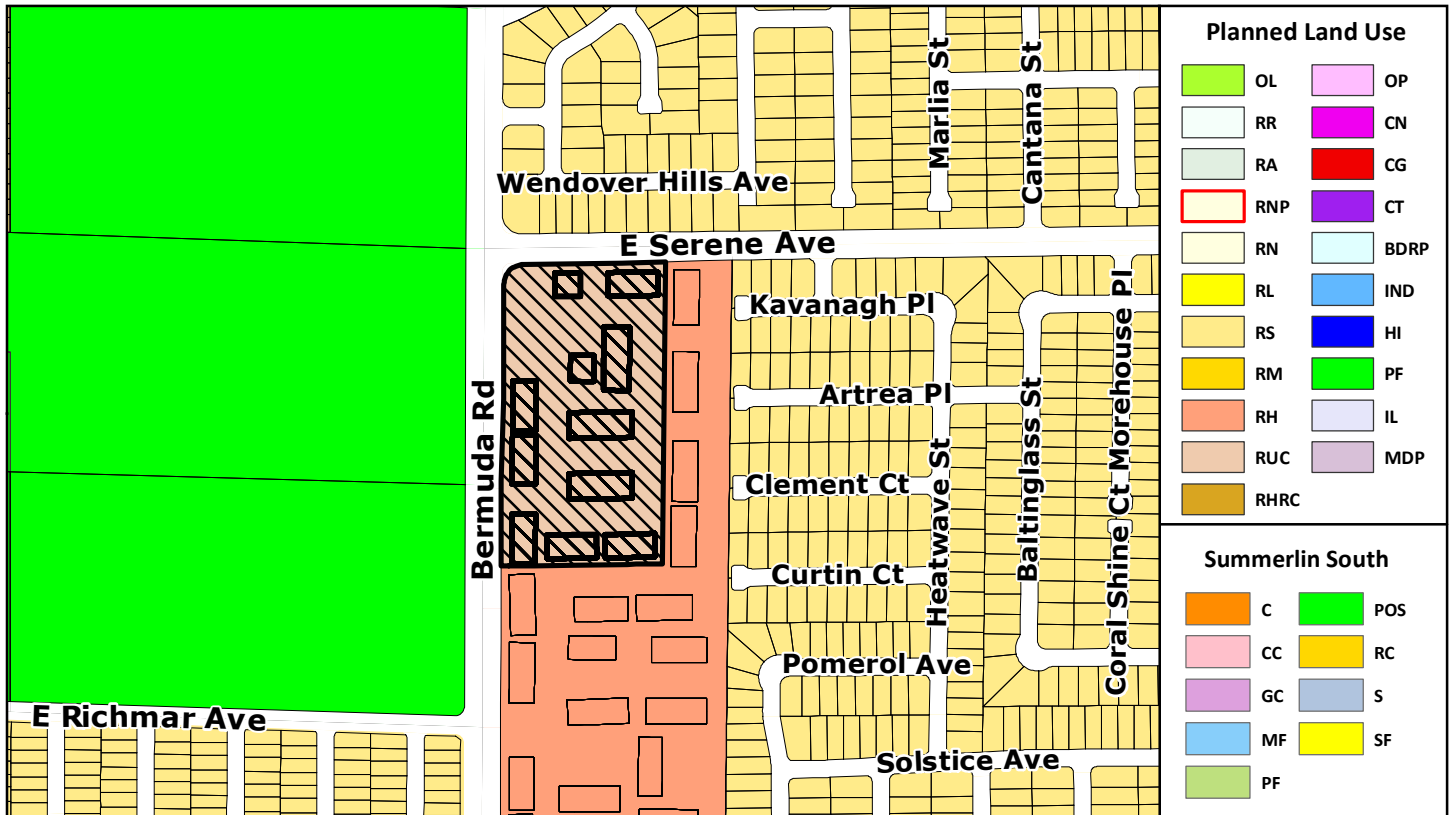 Marlia St
Cantana St
Wendover Hills Ave
E Serene Ave
Kavanagh Pl
Artrea Pl
Clement Ct
Curtin Ct
Pomerol Ave
Solstice Ave
E Richmar Ave
Bermuda Rd
Heatwave St
Baltinglass St
Coral Shine Ct
Morehouse Pl
Planned Land Use
OL
OP
RR
CN
RA
CG
RNP
CT
RN
BDRP
RL
IND
RS
HI
RM
PF
RH
IL
RUC
MDP
RHRC
Summerlin South
C
POS
CC
RC
GC
S
MF
SF
PF